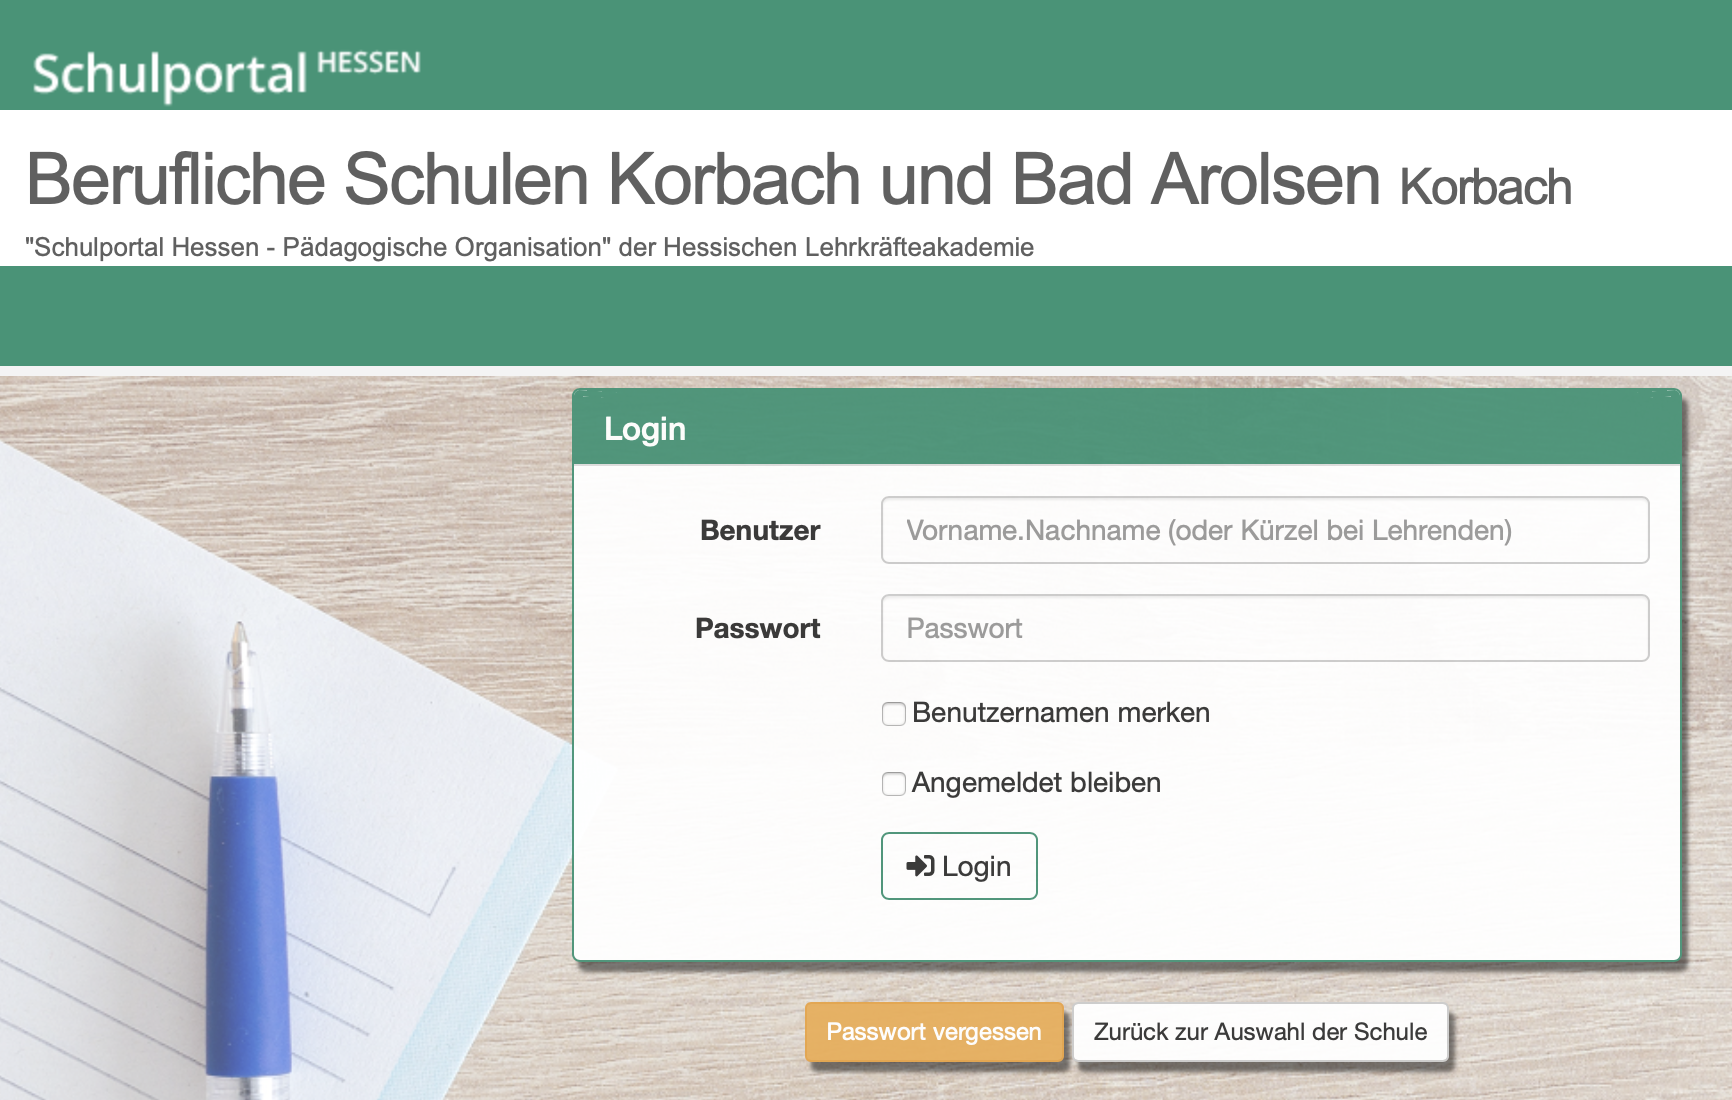 Schulportal HESSEN
Berufliche Schulen Korbach und Bad Arolsen Korbach
"Schulportal Hessen - Pädagogische Organisation" der Hessischen Lehrkräfteakademie
Login
Benutzer Vorname.Nachname (oder Kürzel bei Lehrenden)
Passwort Passwort
Benutzernamen merken
Angemeldet bleiben
Login
Passwort vergessen Zurück zur Auswahl der Schule